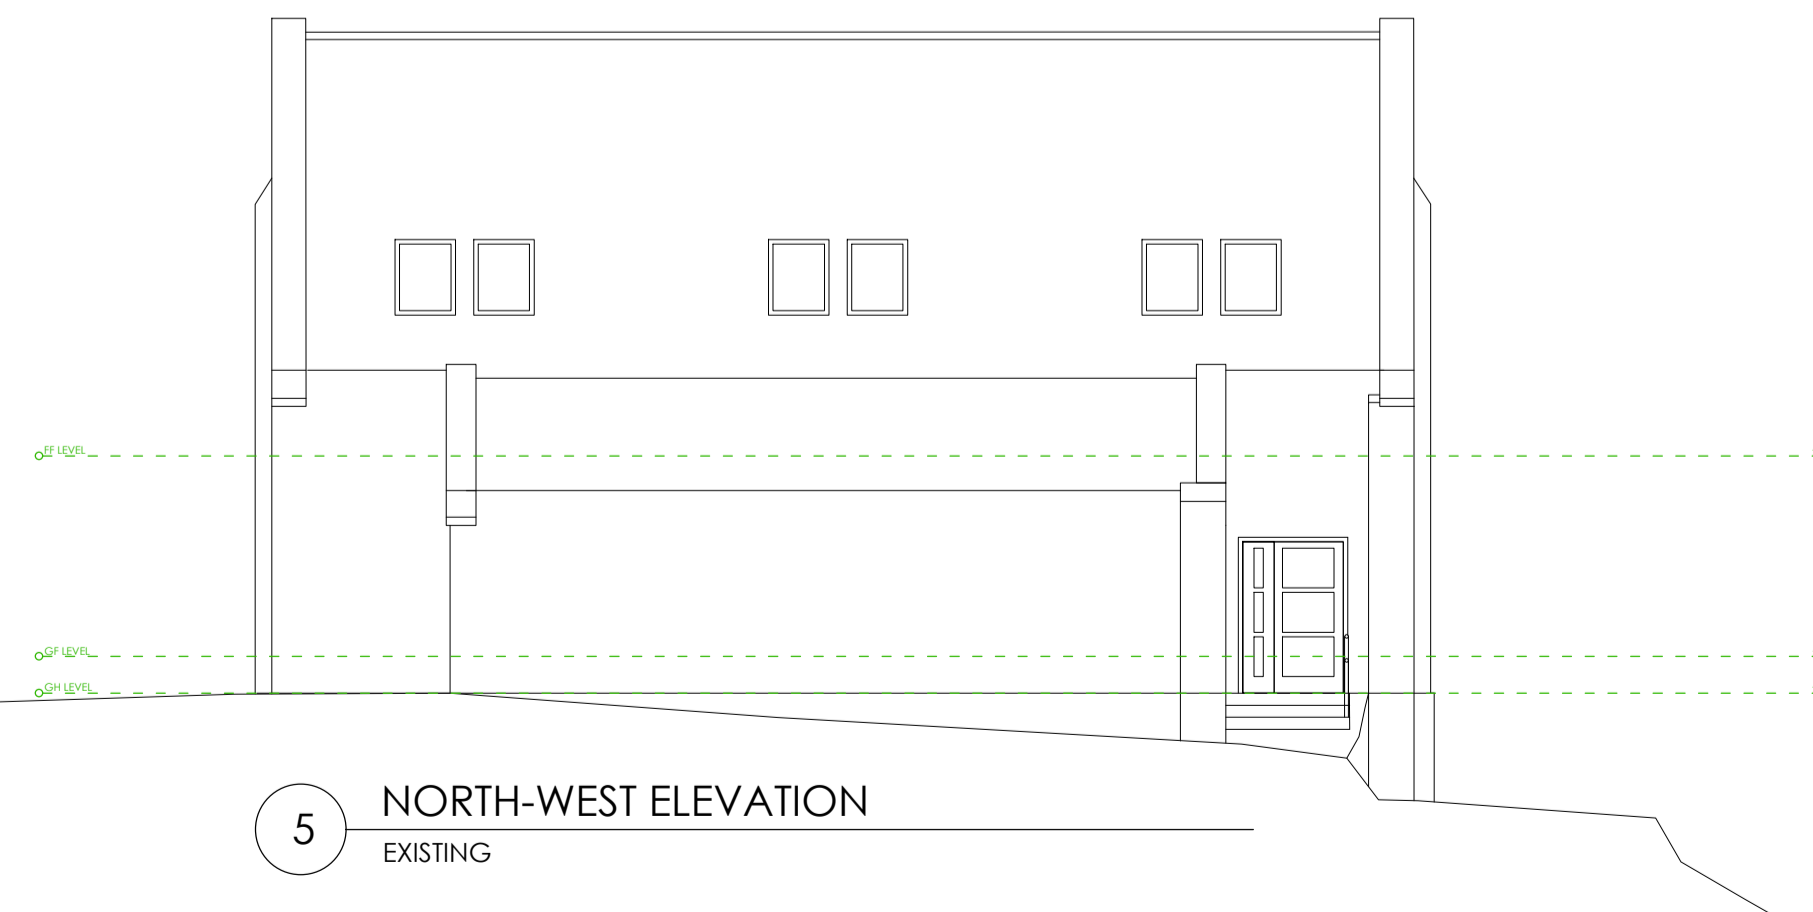 FF LEVEL
GF LEVEL
GH LEVEL
5
NORTH-WEST ELEVATION
EXISTING